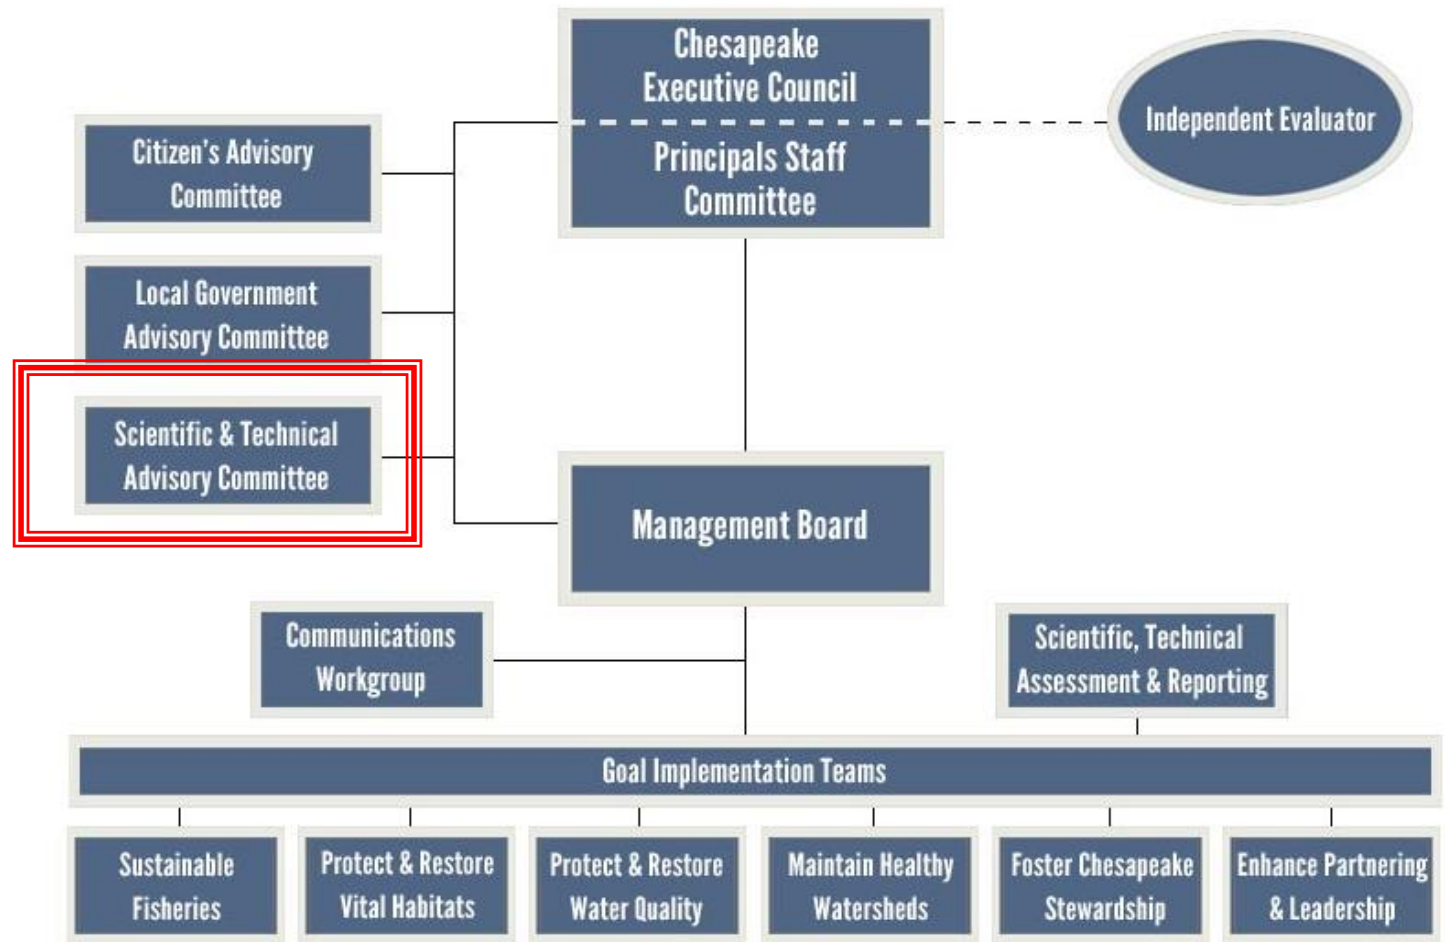 Chesapeake
Executive Council
Principals Staff
Committee
Independent Evaluator
Citizen's Advisory
Committee
Local Government
Advisory Committee
Scientific & Technical
Advisory Committee
Management Board
Communications
Workgroup
Scientific, Technical
Assessment & Reporting
Goal Implementation Teams
Sustainable
Fisheries
Protect & Restore
Vital Habitats
Protect & Restore
Water Quality
Maintain Healthy
Watersheds
Foster Chesapeake
Stewardship
Enhance Partnering
& Leadership